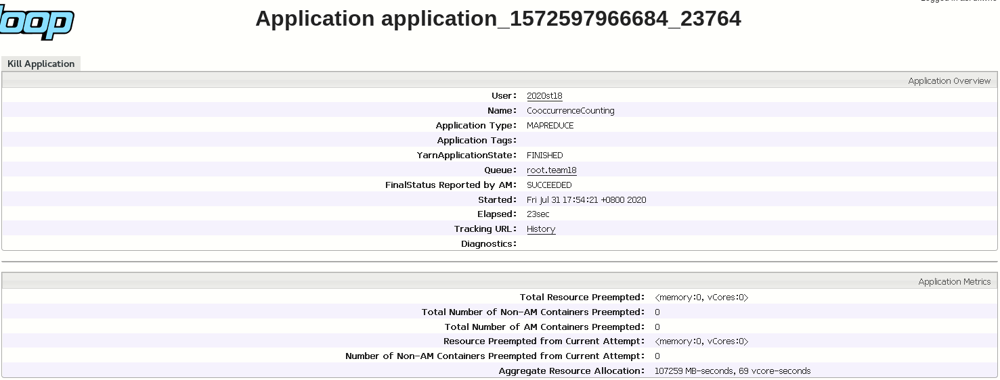 Application application_1572597966684_23764
loop
Kill Application
Application Overview
User: 2020st18
Name: CooccurrenceCounting
Application Type: MAPREDUCE
Application Tags:
YarnApplicationState: FINISHED
Queue: root.team18
FinalStatus Reported by AM: SUCCEEDED
Started: Fri Jul 31 17:54:21 +0800 2020
Elapsed: 23sec
Tracking URL: History
Diagnostics:
Application Metrics
Total Resource Preempted: <memory:0, vCores:0>
Total Number of Non-AM Containers Preempted: 0
Total Number of AM Containers Preempted: 0
Resource Preempted from Current Attempt: <memory:0, vCores:0>
Number of Non-AM Containers Preempted from Current Attempt: 0
Aggregate Resource Allocation: 107259 MB-seconds, 69 vcore-seconds